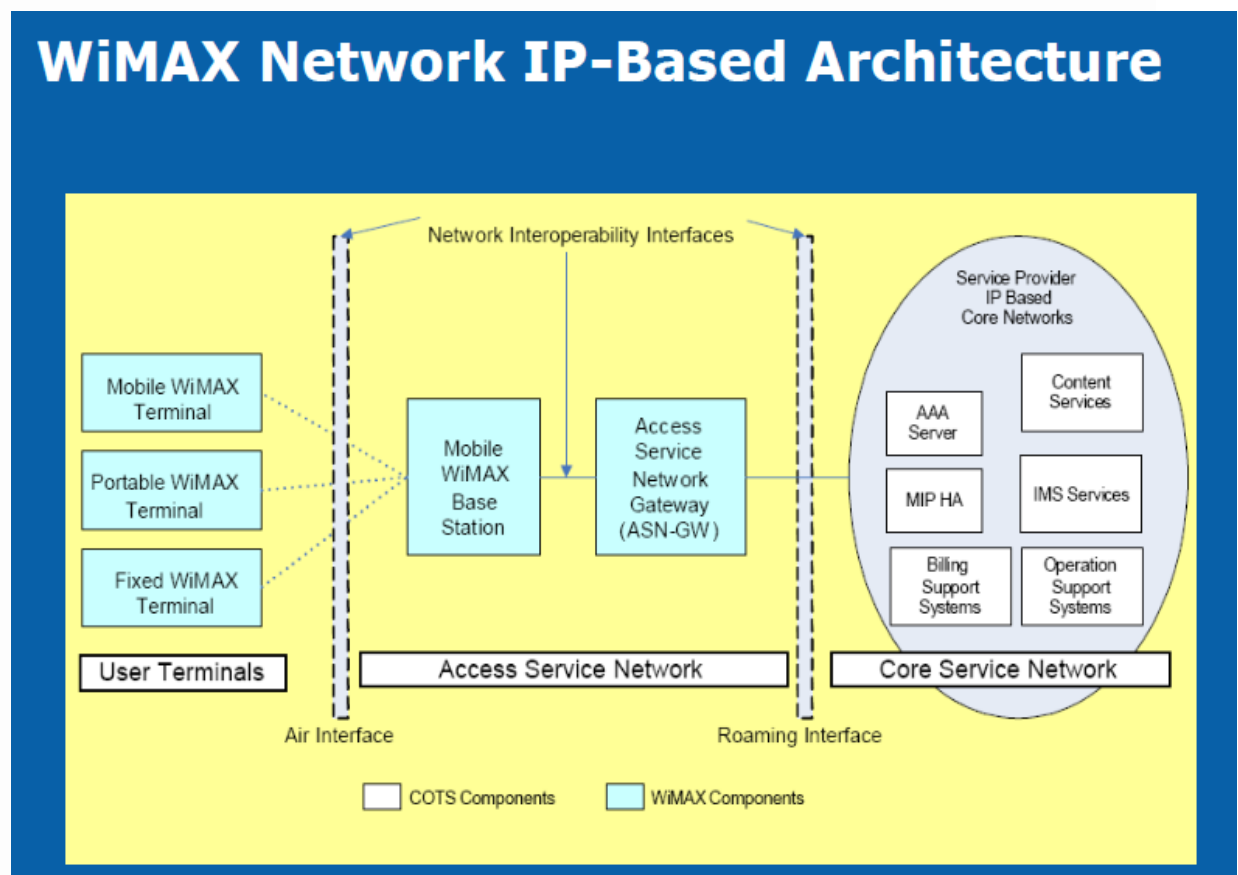 WiMAX Network IP-Based Architecture
Network Interoperability Interfaces
Mobile WiMAX
Terminal
Portable WiMAX
Terminal
Fixed WiMAX
Terminal
User Terminals
Air Interface
Mobile
WiMAX
Base
Station
Access
Service
Network
Gateway
(ASN-GW)
Access Service Network
Roaming Interface
Service Provider
IP Based
Core Networks
AAA
Server
Content
Services
MIP HA
IMS Services
Billing
Support
Systems
Operation
Support
Systems
Core Service Network
COTS Components
WiMAX Components